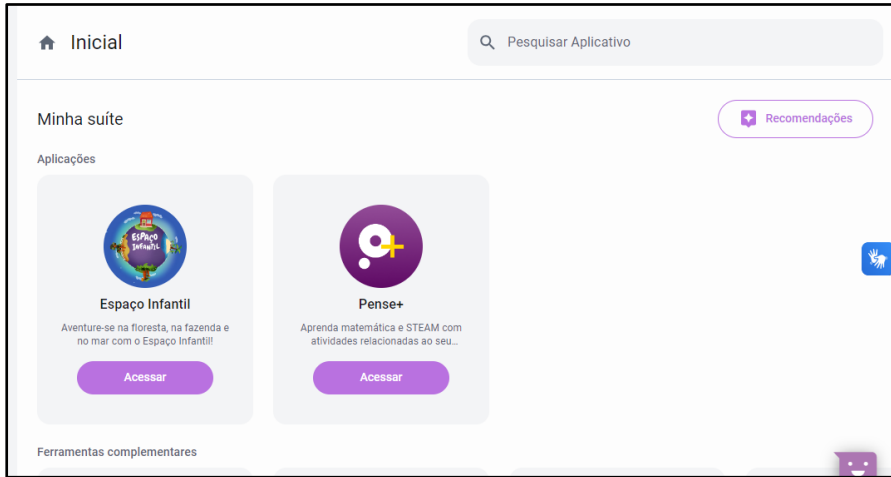 Inicial
Pesquisar Aplicativo
Minha suíte
Recomendações
Aplicações
ESPAÇO
INFANTIL
Espaço Infantil
Aventure-se na floresta, na fazenda e
no mar com o Espaço Infantil!
Acessar
Pense+
Aprenda matemática e STEAM com
atividades relacionadas ao seu...
Acessar
Ferramentas complementares